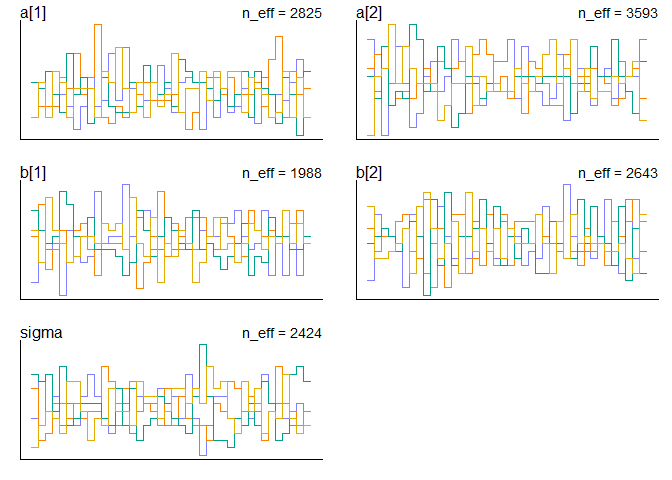 a[1] n_eff = 2825
a[2] n_eff = 3593
b[1] n_eff = 1988
b[2] n_eff = 2643
sigma n_eff = 2424